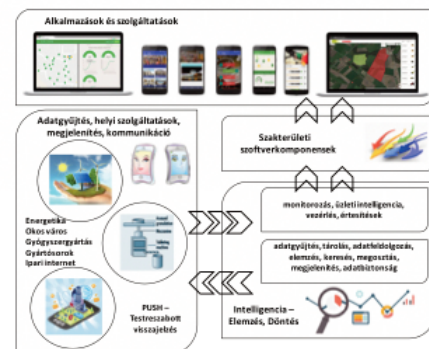 Alkalmazások és szolgáltatások
Adatgyűjtés, helyi szolgáltatások,
megjelenítés, kommunikáció
Szakterületi
szoftverkomponensek
Energetika
Okos város
Gyógyszergyártás
Gyártósorok
Ipari internet
monitorozás, üzleti intelligencia,
vezérlés, értesítések
adatgyűjtés, tárolás, adatfeldolgozás,
elemzés, keresés, megosztás,
megjelenítés, adatbiztonság
PUSH –
Testreszabott
visszajelzés
Intelligencia –
Elemzés, Döntés